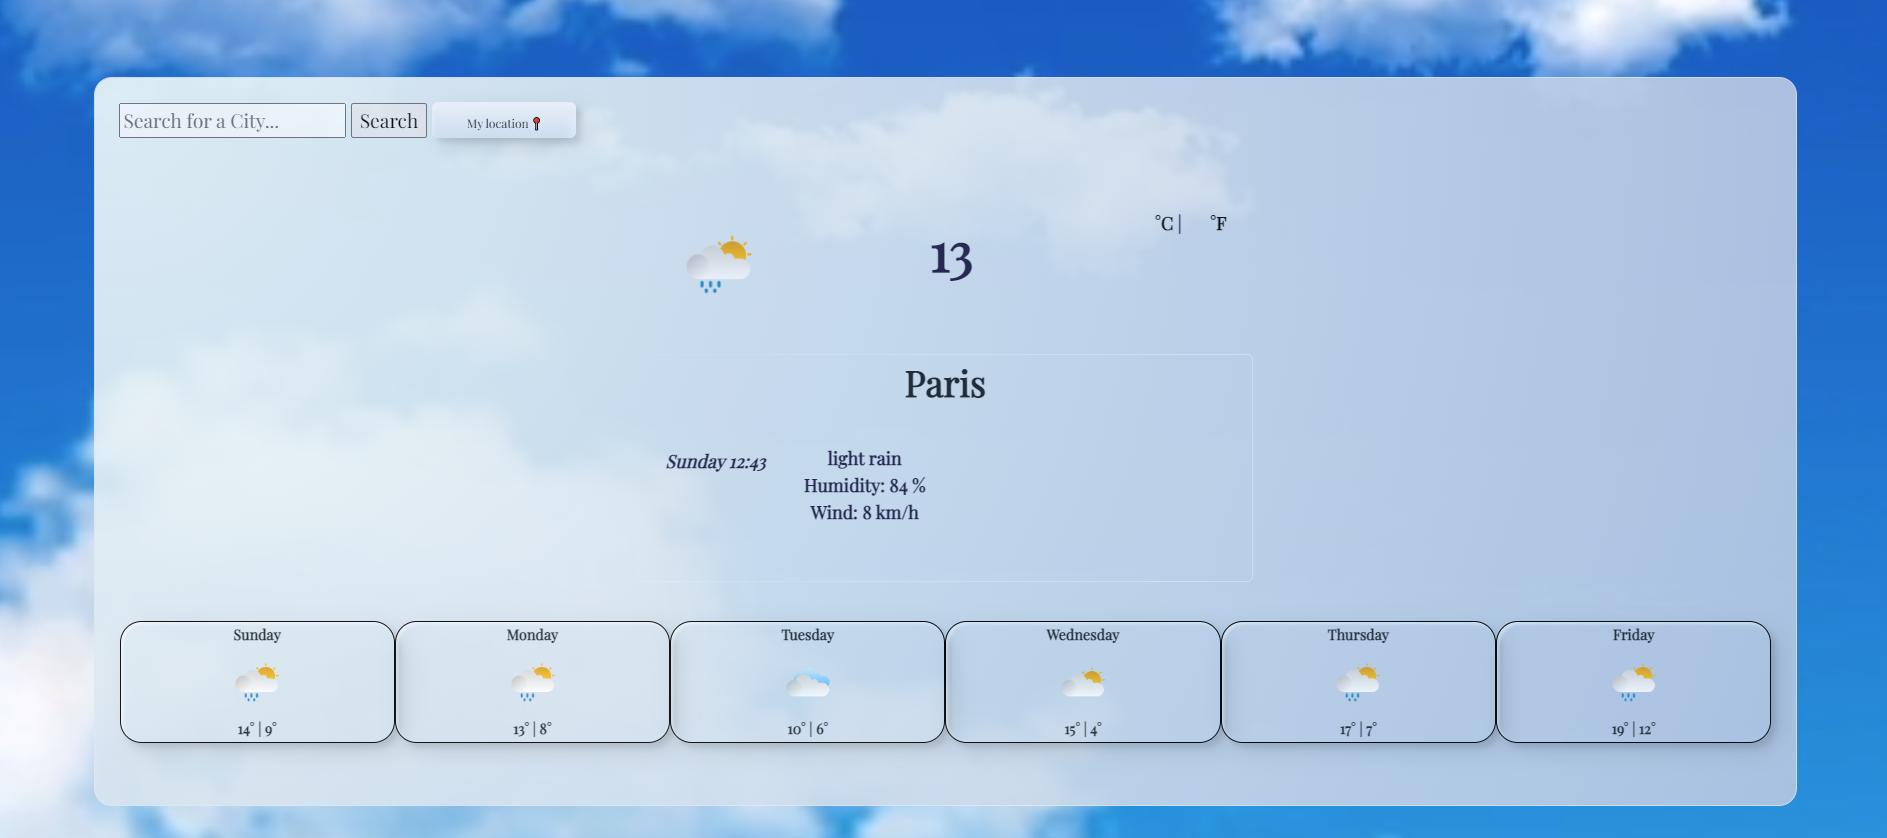 Search for a City...
Search
My location
°C | °F
13
Paris
Sunday 12:43
light rain
Humidity: 84 %
Wind: 8 km/h
Sunday
14° | 9°
Monday
13° | 8°
Tuesday
10° | 6°
Wednesday
15° | 4°
Thursday
17° | 7°
Friday
19° | 12°